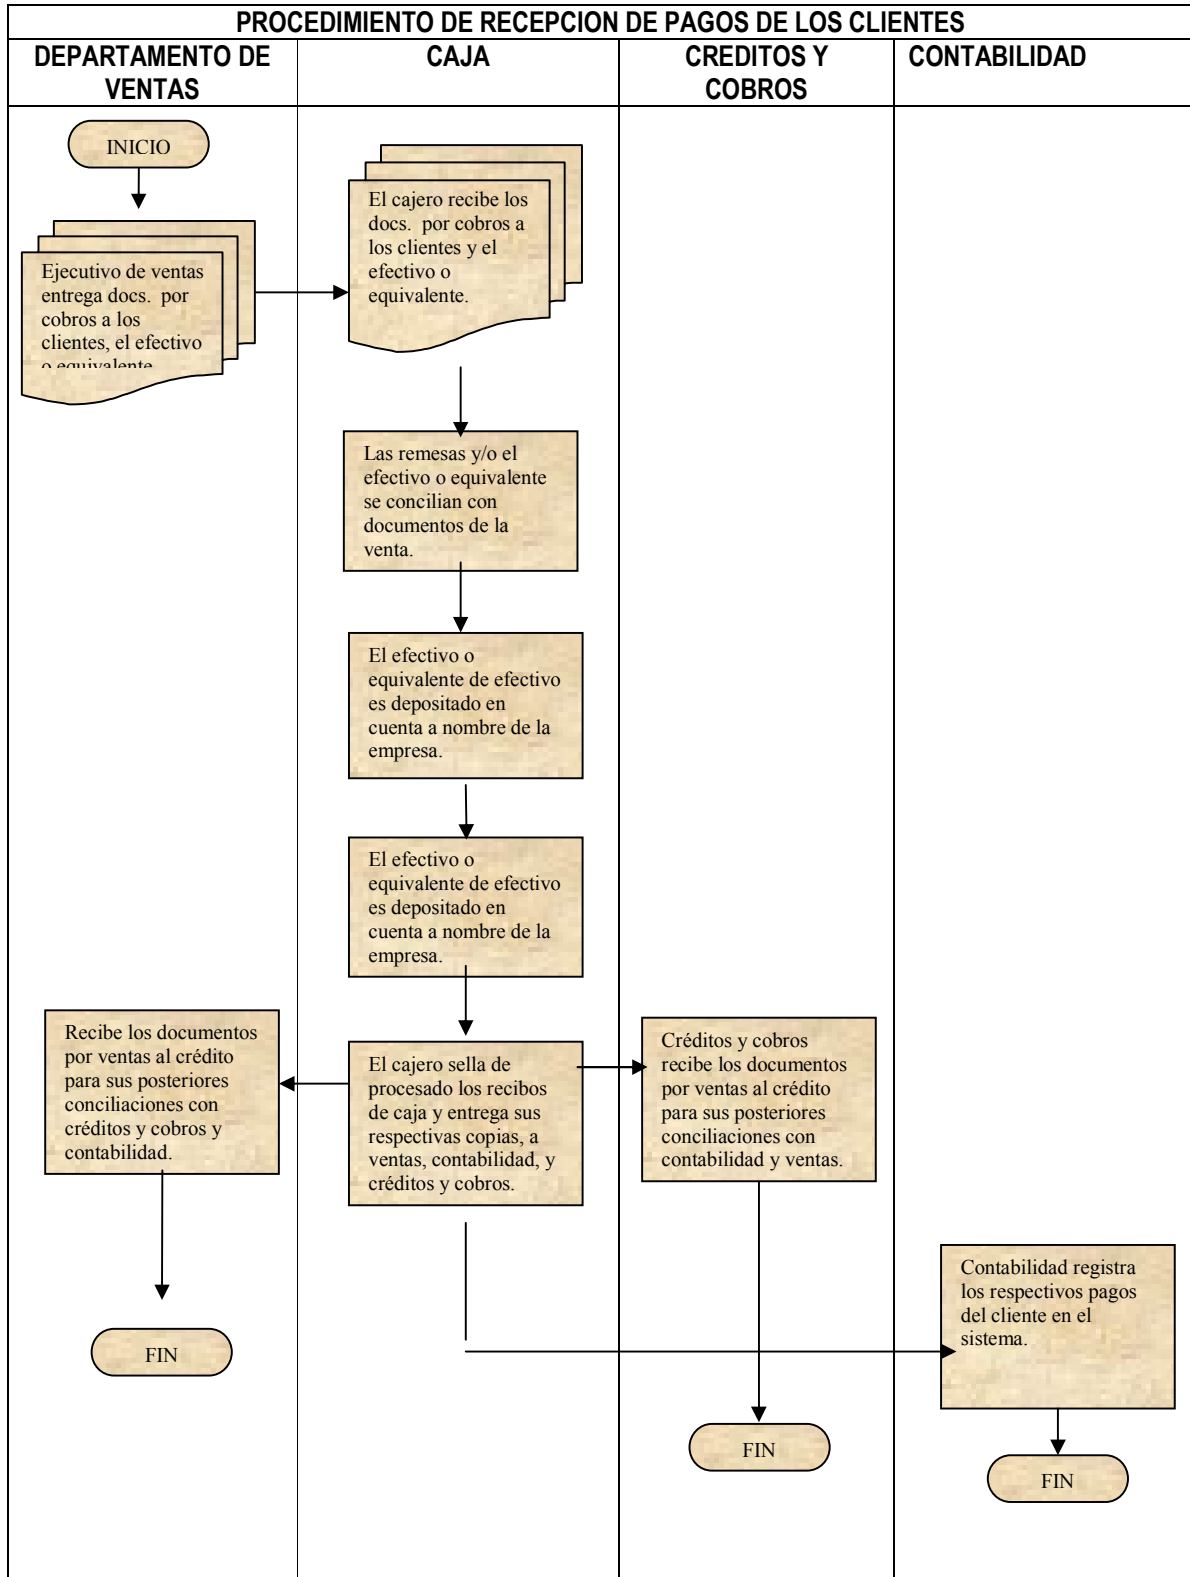 PROCEDIMIENTO DE RECEPCION DE PAGOS DE LOS CLIENTES
DEPARTAMENTO DE
VENTAS
CAJA
CREDITOS Y
COBROS
CONTABILIDAD
INICIO
Ejecutivo de ventas
entrega docs.  por
cobros a los
clientes, el efectivo
o equivalente
El cajero recibe los
docs.  por cobros a
los clientes y el
efectivo o
equivalente.
Las remesas y/o el
efectivo o equivalente
se concilian con
documentos de la
venta.
El efectivo o
equivalente de efectivo
es depositado en
cuenta a nombre de la
empresa.
El efectivo o
equivalente de efectivo
es depositado en
cuenta a nombre de la
empresa.
Recibe los documentos
por ventas al crédito
para sus posteriores
conciliaciones con
créditos y cobros y
contabilidad.
El cajero sella de
procesado los recibos
de caja y entrega sus
respectivas copias, a
ventas, contabilidad, y
créditos y cobros.
Créditos y cobros
recibe los documentos
por ventas al crédito
para sus posteriores
conciliaciones con
contabilidad y ventas.
Contabilidad registra
los respectivos pagos
del cliente en el
sistema.
FIN
FIN
FIN